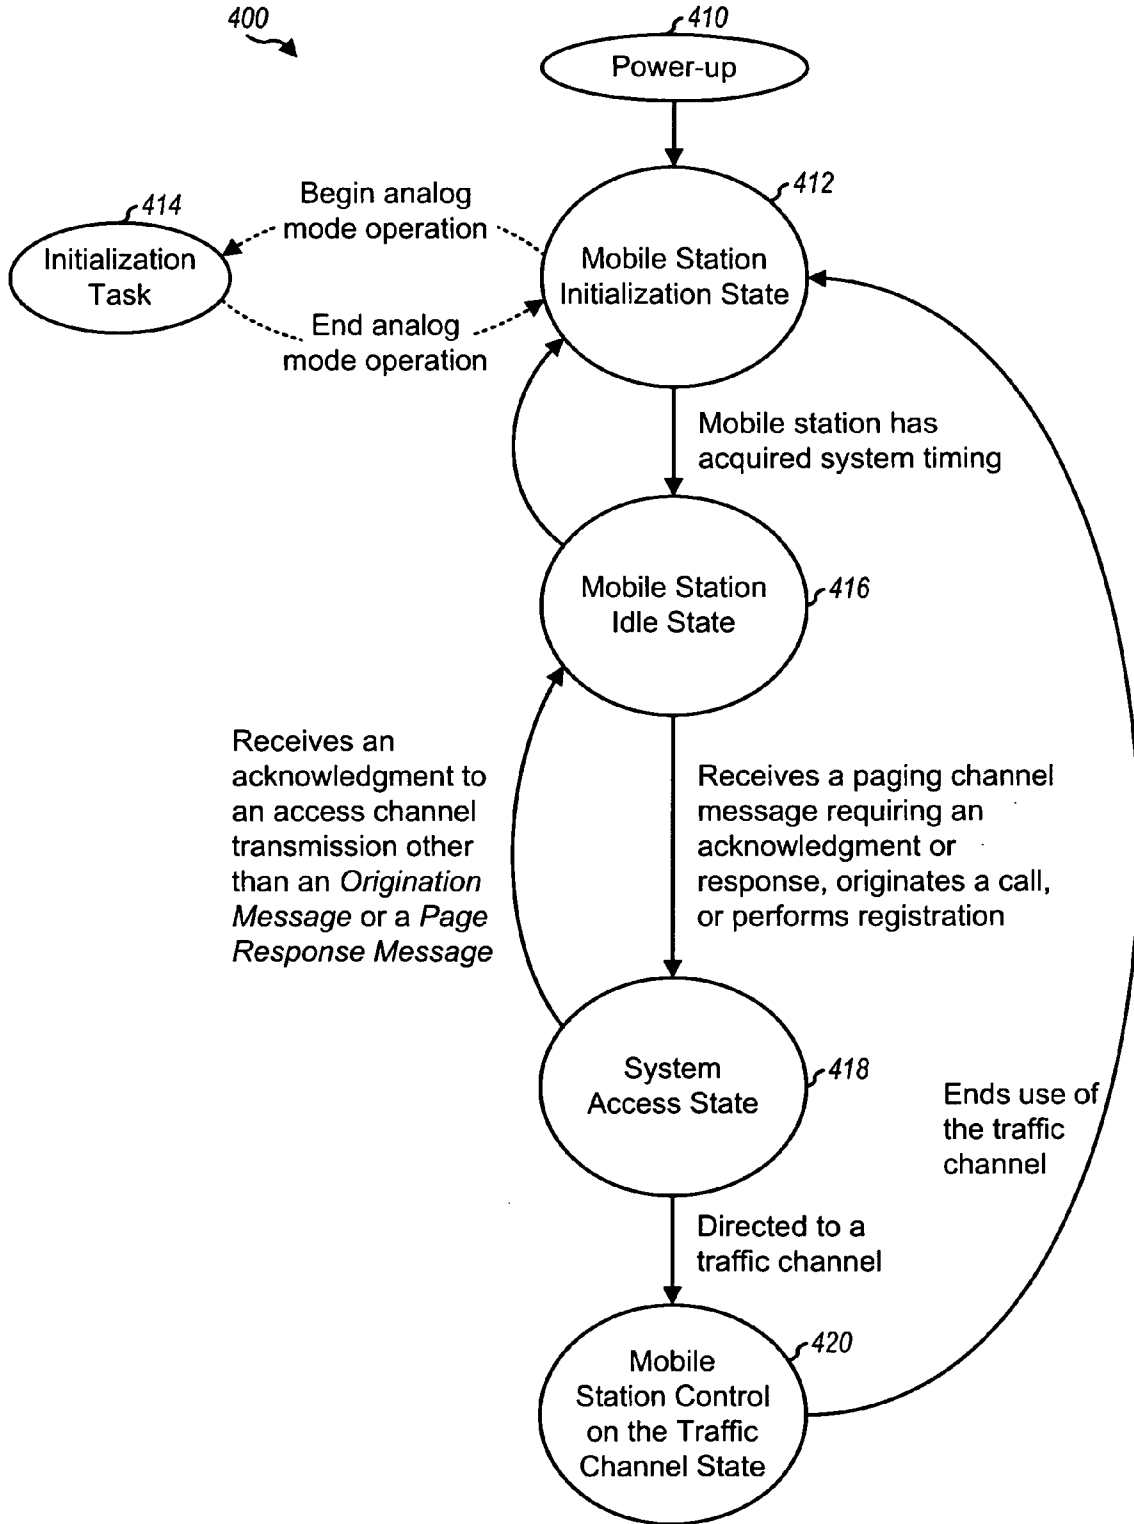 400
410
Power-up
412
Begin analog
mode operation
414
Initialization
Task
Mobile Station
Initialization State
End analog
mode operation
Mobile station has
acquired system timing
Mobile Station
Idle State
416
Receives an
acknowledgment to
an access channel
transmission other
than an Origination
Message or a Page
Response Message
Receives a paging channel
message requiring an
acknowledgment or
response, originates a call,
or performs registration
System
Access State
418
Ends use of
the traffic
channel
Directed to a
traffic channel
420
Mobile
Station Control
on the Traffic
Channel State